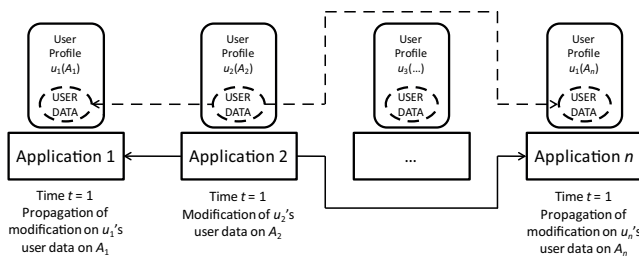 User
Profile
u₁(A₁)
USER
DATA
User
Profile
u₂(A₂)
USER
DATA
User
Profile
u₃(...)
USER
DATA
User
Profile
u₁(Aₙ)
USER
DATA
Application 1
Application 2
...
Application n
Time t = 1
Propagation of
modification on u₁'s
user data on A₁
Time t = 1
Modification of u₂'s
user data on A₂
Time t = 1
Propagation of
modification on uₙ's
user data on Aₙ